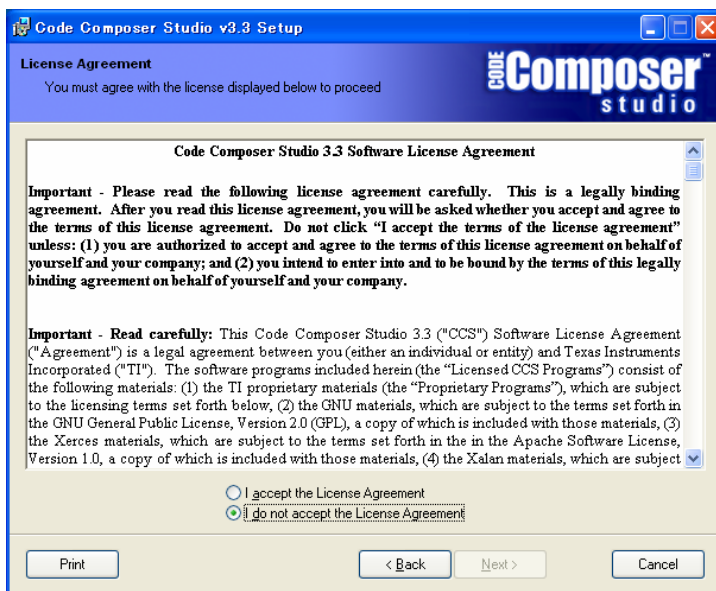 Code Composer Studio v3.3 Setup
License Agreement
You must agree with the license displayed below to proceed
CODE Composer™
studio
Code Composer Studio 3.3 Software License Agreement
Important - Please read the following license agreement carefully. This is a legally binding
agreement. After you read this license agreement, you will be asked whether you accept and agree to
the terms of this license agreement. Do not click “I accept the terms of the license agreement”
unless: (1) you are authorized to accept and agree to the terms of this license agreement on behalf of
yourself and your company; and (2) you intend to enter into and to be bound by the terms of this legally
binding agreement on behalf of yourself and your company.
Important - Read carefully: This Code Composer Studio 3.3 ("CCS") Software License Agreement
("Agreement") is a legal agreement between you (either an individual or entity) and Texas Instruments
Incorporated ("TI"). The software programs included herein (the “Licensed CCS Programs”) consist of
the following materials: (1) the TI proprietary materials (the “Proprietary Programs”), which are subject
to the licensing terms set forth below, (2) the GNU materials, which are subject to the terms set forth in
the GNU General Public License, Version 2.0 (GPL), a copy of which is included with those materials, (3)
the Xerces materials, which are subject to the terms set forth in the in the Apache Software License,
Version 1.0, a copy of which is included with those materials, (4) the Xalan materials, which are subject
I accept the License Agreement
I do not accept the License Agreement
Print
< Back
Next >
Cancel